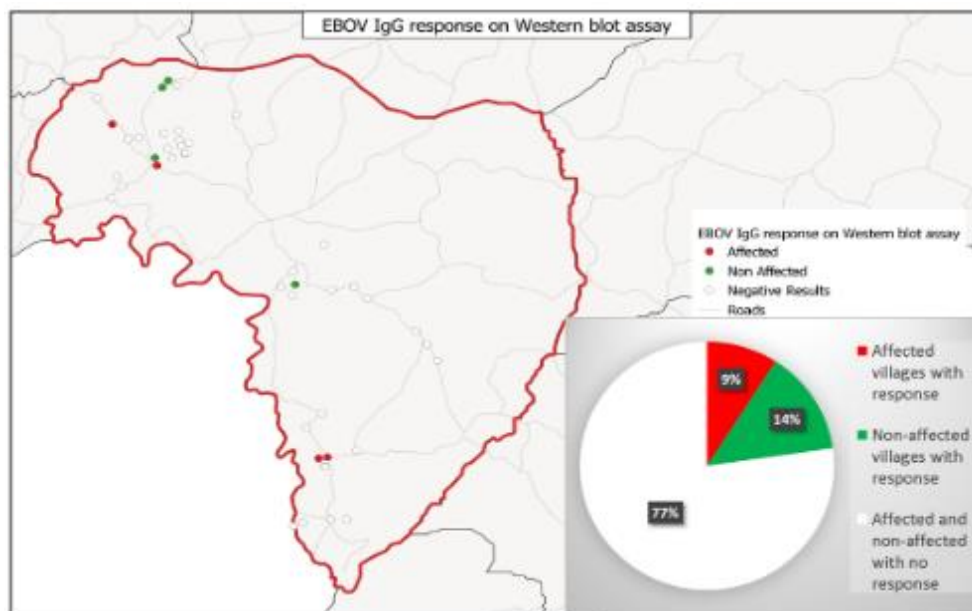 EBOV IgG response on Western blot assay
EBOV IgG response on Western blot assay
Affected
Non Affected
Negative Results
Roads
9%
14%
77%
Affected
villages with
response
Non-affected
villages with
response
Affected and
non-affected
with no
response